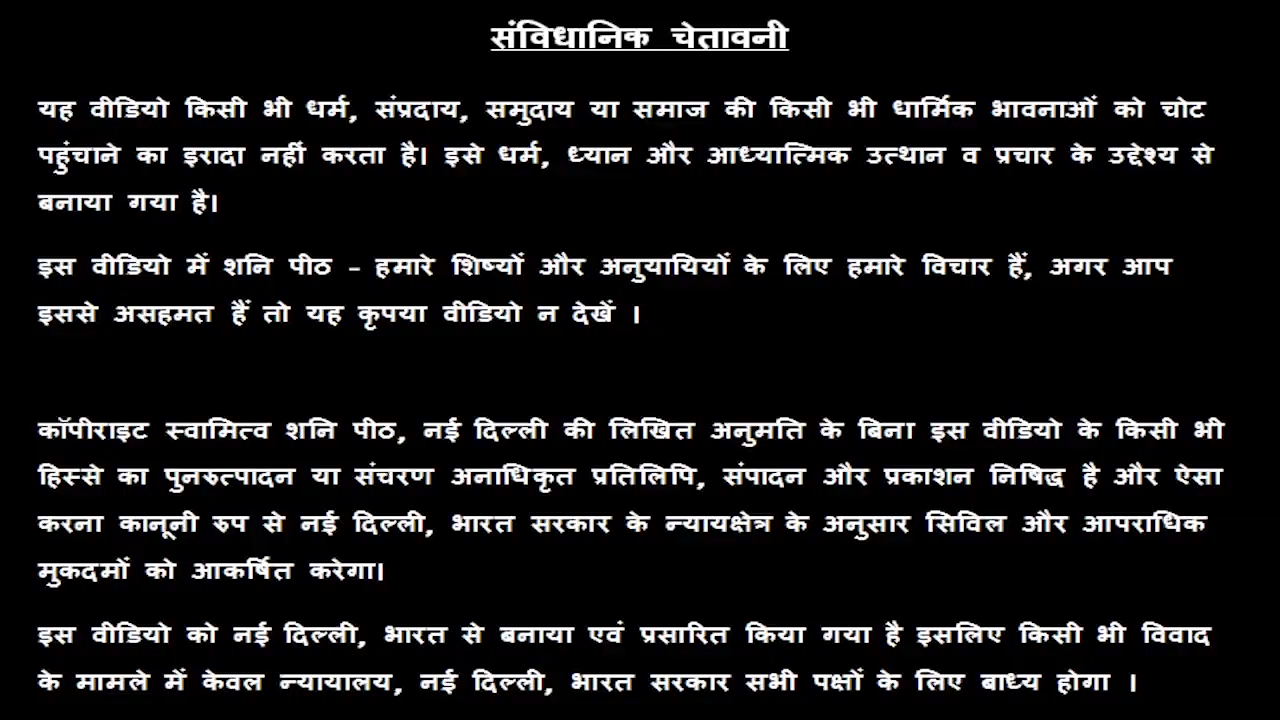 संविधानिक चेतावनी
यह वीडियो किसी भी धर्म, संप्रदाय, समुदाय या समाज की किसी भी धार्मिक भावनाओं को चोट
पहुंचाने का इरादा नहीं करता है। इसे धर्म, ध्यान और आध्यात्मिक उत्थान व प्रचार के उद्देश्य से
बनाया गया है।
इस वीडियो में शनि पीठ – हमारे शिष्यों और अनुयायियों के लिए हमारे विचार हैं, अगर आप
इससे असहमत हैं तो यह कृपया वीडियो न देखें ।
कॉपीराइट स्वामित्व शनि पीठ, नई दिल्ली की लिखित अनुमति के बिना इस वीडियो के किसी भी
हिस्से का पुनरुत्पादन या संचरण अनाधिकृत प्रतिलिपि, संपादन और प्रकाशन निषिद्ध है और ऐसा
करना कानूनी रुप से नई दिल्ली, भारत सरकार के न्यायक्षेत्र के अनुसार सिविल और आपराधिक
मुकदमों को आकर्षित करेगा।
इस वीडियो को नई दिल्ली, भारत से बनाया एवं प्रसारित किया गया है इसलिए किसी भी विवाद
के मामले में केवल न्यायालय, नई दिल्ली, भारत सरकार सभी पक्षों के लिए बाध्य होगा ।